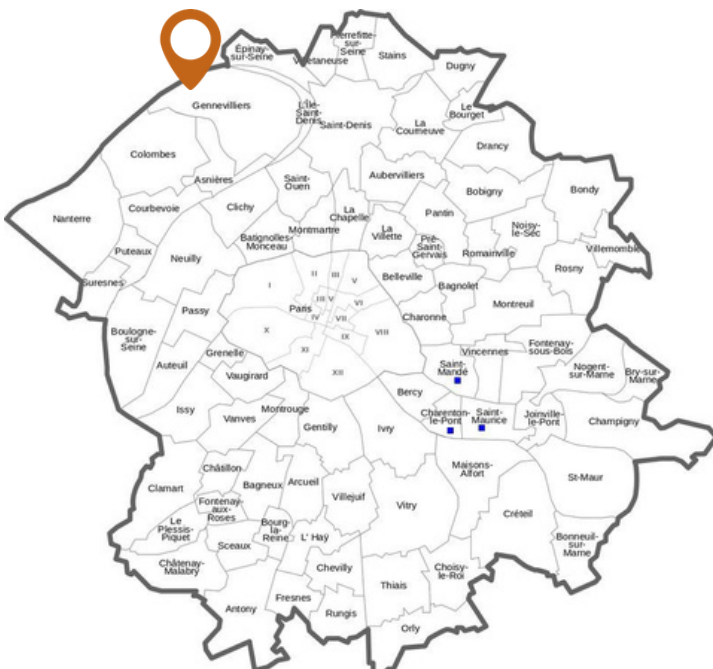 Épinay-
sur-Seine
Pierrefitte-
sur-
Seine
Villetaneuse
Stains
Dugny
Gennevilliers
L'Île-
Saint-
Denis
Saint-Denis
La
Courneuve
Le
Bourget
Drancy
Colombes
Asnières
Saint-
Ouen
Aubervilliers
Bobigny
Bondy
Nanterre
Courbevoie
Clichy
La
Chapelle
Pantin
Noisy-
le-Sec
Villemomble
Batignolles-
Monceau
Montmartre
La
Villette
Pré-
Saint-
Gervais
Romainville
Puteaux
Neuilly
Suresnes
Rosny
II
III
V
I
Belleville
Bagnolet
Passy
Paris
III
V
VI
IV
VII
Charonne
Montreuil
Boulogne-
sur-
Seine
X
IX
VIII
XI
Auteuil
Grenelle
Vincennes
Fontenay-
sous-Bois
Saint-
Mandé
Vaugirard
XII
Nogent-
sur-Marne
Bry-sur-
Marne
Issy
Vanves
Montrouge
Bercy
Gentilly
Ivry
Charenton-
le-Pont
Saint-
Maurice
Joinville-
le-Pont
Champigny
Clamart
Châtillon
Bagneux
Arcueil
Villejuif
Maisons-
Alfort
St-Maur
Fontenay-
aux-
Roses
Vitry
Créteil
Le
Plessis-
Piquet
Bourg-
la-
Reine
Sceaux
L' Haÿ
Bonneuil-
sur-
Marne
Châtenay-
Malabry
Chevilly
Choisy-
le-Roi
Thiais
Antony
Fresnes
Rungis
Orly